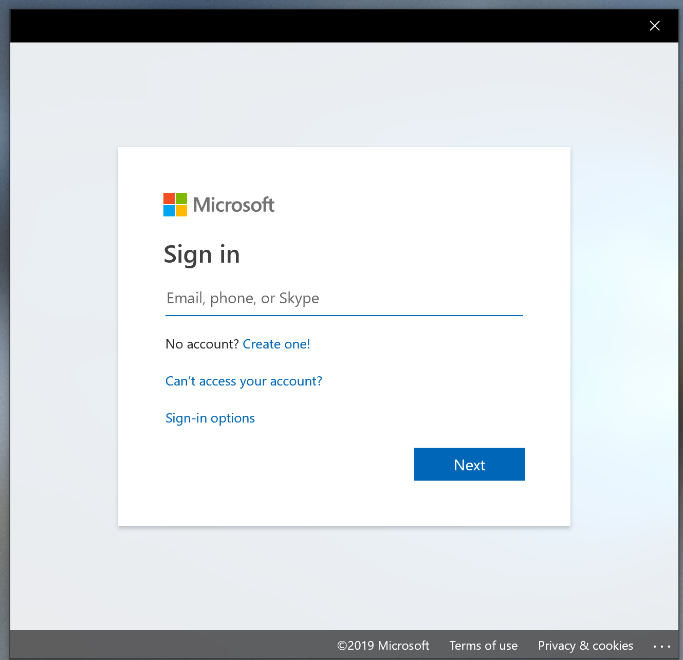 Microsoft
Sign in
Email, phone, or Skype
No account? Create one!
Can't access your account?
Sign-in options
Next
©2019 Microsoft Terms of use Privacy & cookies ...